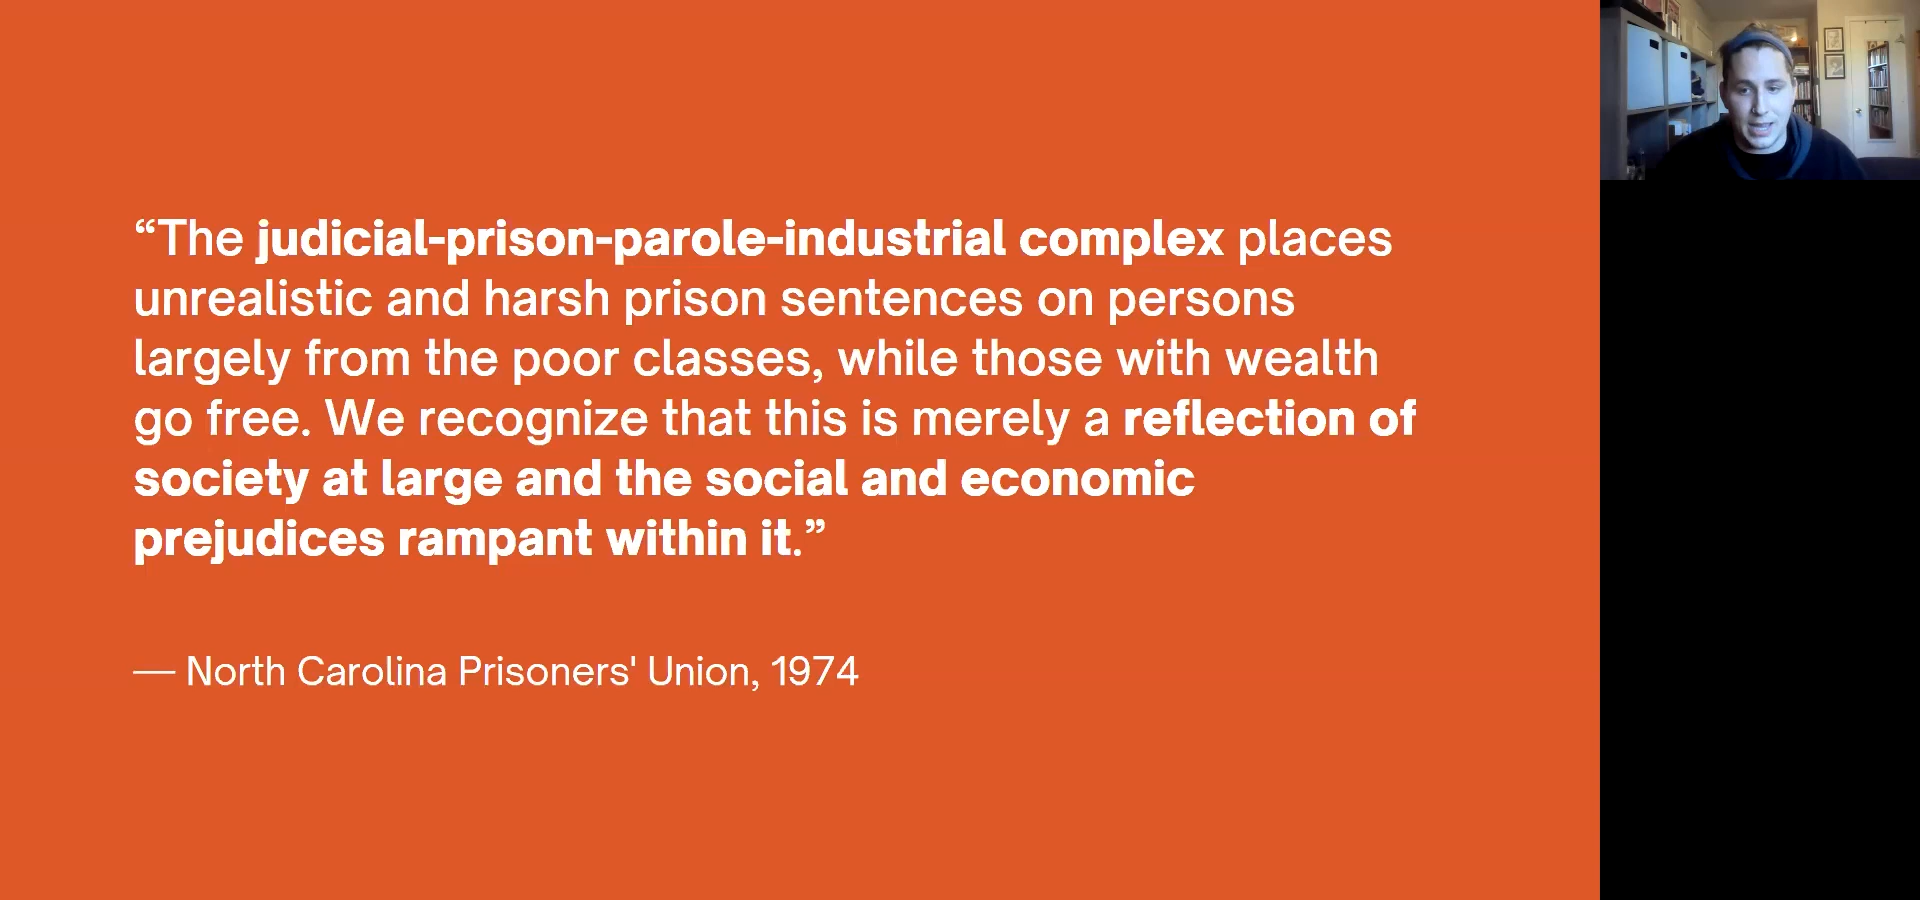 “The judicial-prison-parole-industrial complex places
unrealistic and harsh prison sentences on persons
largely from the poor classes, while those with wealth
go free. We recognize that this is merely a reflection of
society at large and the social and economic
prejudices rampant within it.”
— North Carolina Prisoners' Union, 1974